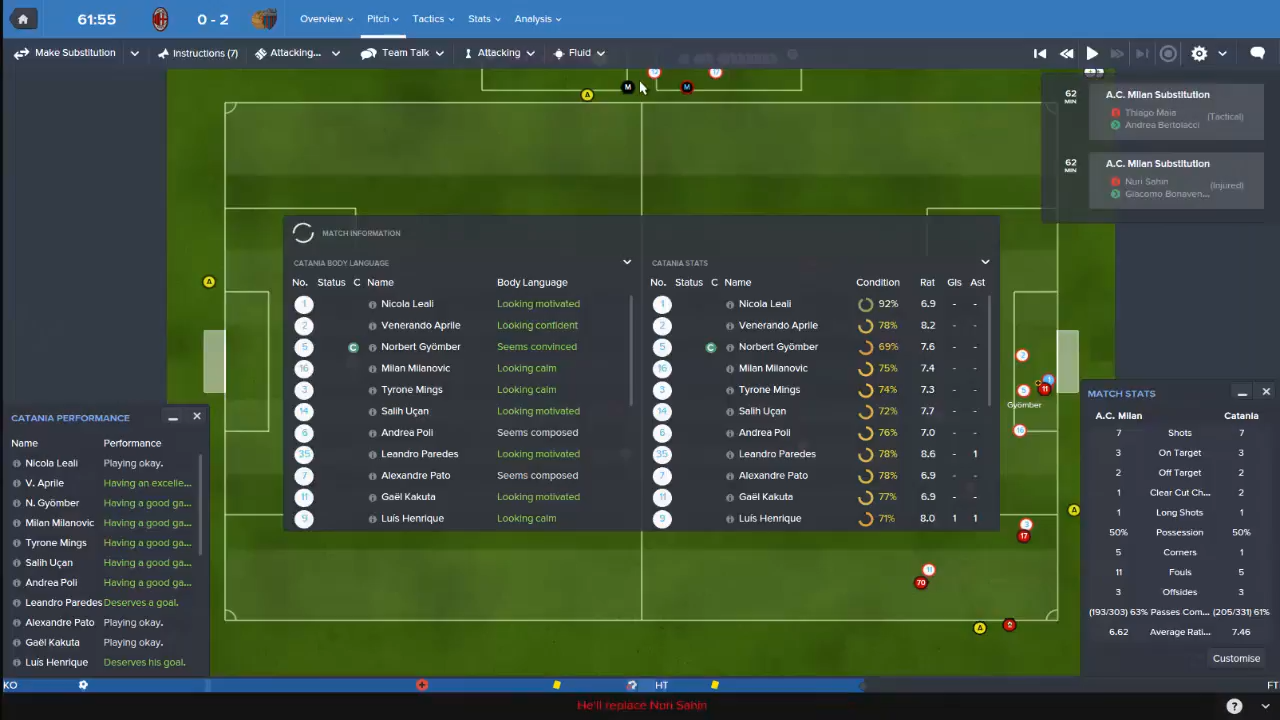 61:55 0 - 2 Overview Pitch Tactics Stats Analysis
Make Substitution Instructions (7) Attacking... Team Talk Attacking Fluid
62 MIN A.C. Milan Substitution
Thiago Maia (Tactical)
Andrea Bertolacci
62 MIN A.C. Milan Substitution
Nuri Sahin (Injured)
Giacomo Bonaven...
A M M
A
MATCH INFORMATION
CATANIA BODY LANGUAGE
No. Status C Name Body Language
1 Nicola Leali Looking motivated
2 Venerando Aprile Looking confident
5 C Norbert Gyömber Seems convinced
16 Milan Milanovic Looking calm
3 Tyrone Mings Looking calm
14 Salih Uçan Looking motivated
6 Andrea Poli Seems composed
35 Leandro Paredes Looking motivated
7 Alexandre Pato Seems composed
11 Gaël Kakuta Looking motivated
9 Luís Henrique Looking calm
CATANIA STATS
No. Status C Name Condition Rat Gls Ast
1 Nicola Leali 92% 6.9 - -
2 Venerando Aprile 78% 8.2 - -
5 C Norbert Gyömber 69% 7.6 - -
16 Milan Milanovic 75% 7.4 - -
3 Tyrone Mings 74% 7.3 - -
14 Salih Uçan 72% 7.7 - -
6 Andrea Poli 76% 7.0 - -
35 Leandro Paredes 78% 8.6 - 1
7 Alexandre Pato 78% 6.9 - -
11 Gaël Kakuta 77% 6.9 - -
9 Luís Henrique 71% 8.0 1 1
2
5 11
Gyömber
16
A
3
17
11
70
A
CATANIA PERFORMANCE
Name Performance
Nicola Leali Playing okay.
V. Aprile Having an excelle...
N. Gyömber Having a good ga...
Milan Milanovic Having a good ga...
Tyrone Mings Having a good ga...
Salih Uçan Having a good ga...
Andrea Poli Having a good ga...
Leandro Paredes Deserves a goal.
Alexandre Pato Playing okay.
Gaël Kakuta Playing okay.
Luís Henrique Deserves his goal.
MATCH STATS
A.C. Milan Catania
7 Shots 7
3 On Target 3
2 Off Target 2
1 Clear Cut Ch... 2
1 Long Shots 1
50% Possession 50%
5 Corners 1
11 Fouls 5
3 Offsides 3
(193/303) 63% Passes Com... (205/331) 61%
6.62 Average Rati... 7.46
Customise
KO HT FT
He'll replace Nuri Sahin